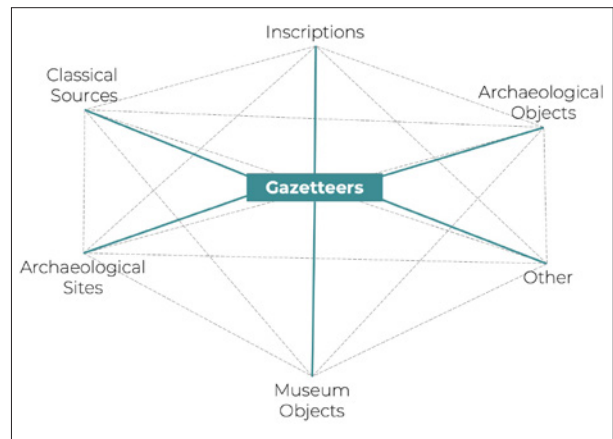 Inscriptions
Classical
Sources
Archaeological
Objects
Gazetteers
Archaeological
Sites
Other
Museum
Objects